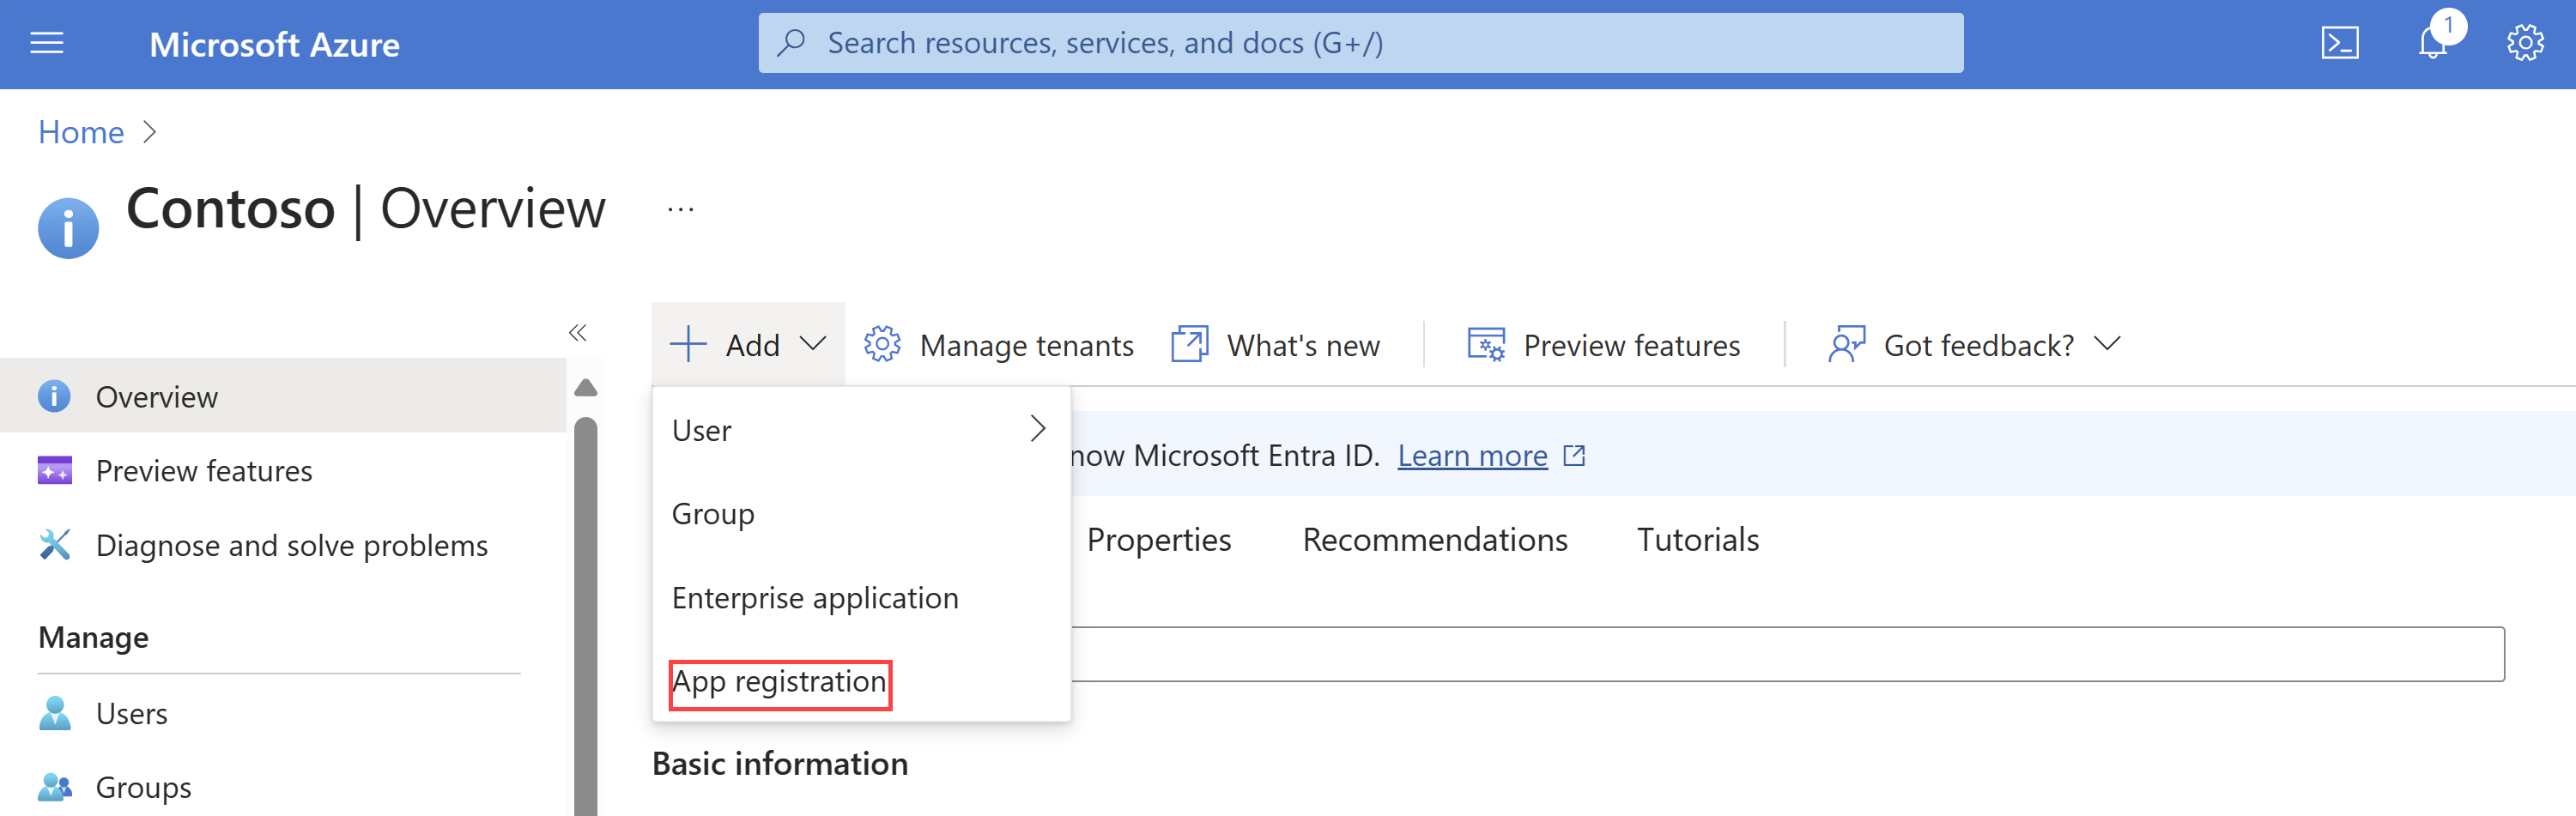 Microsoft Azure
Search resources, services, and docs (G+/)
1
Home
Contoso | Overview
...
Add
Manage tenants
What's new
Preview features
Got feedback?
Overview
Preview features
Diagnose and solve problems
Manage
Users
Groups
User
Group
Enterprise application
App registration
now Microsoft Entra ID. Learn more
Properties
Recommendations
Tutorials
Basic information